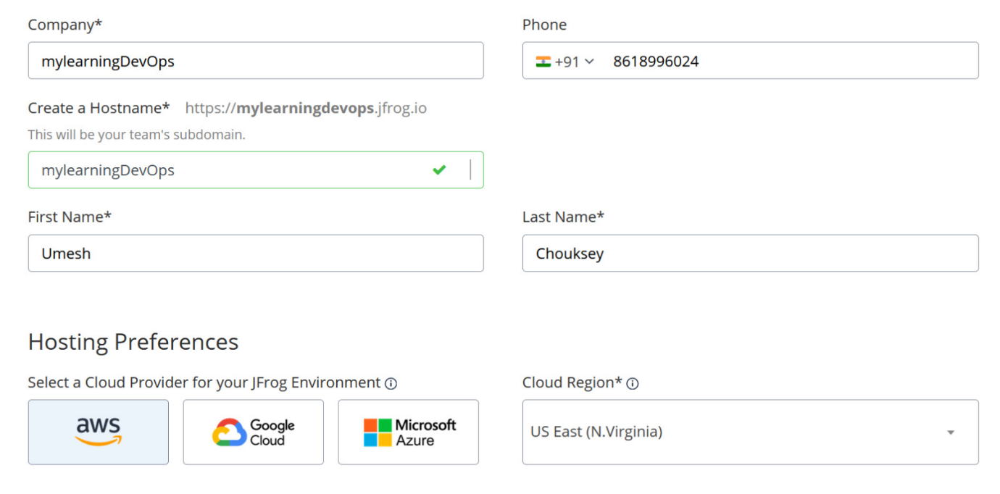 Company*
Phone
mylearningDevOps
+91 8618996024
Create a Hostname* https://mylearningdevops.jfrog.io
This will be your team's subdomain.
mylearningDevOps
First Name*
Last Name*
Umesh
Chouksey
Hosting Preferences
Select a Cloud Provider for your JFrog Environment
Cloud Region*
aws
Google
Cloud
Microsoft
Azure
US East (N.Virginia)